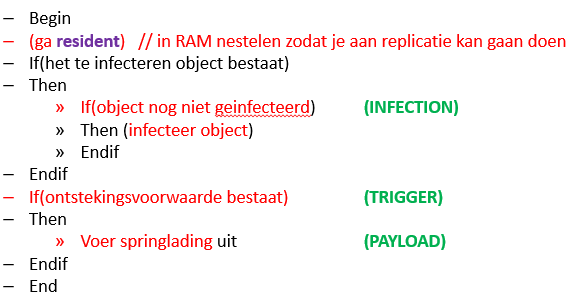 – Begin
– (ga resident) // in RAM nestelen zodat je aan replicatie kan gaan doen
– If(het te infecteren object bestaat)
– Then
» If(object nog niet geinfecteerd) (INFECTION)
» Then (infecteer object)
» Endif
– Endif
– If(ontstekingsvoorwaarde bestaat) (TRIGGER)
– Then
» Voer springlading uit (PAYLOAD)
– Endif
– End